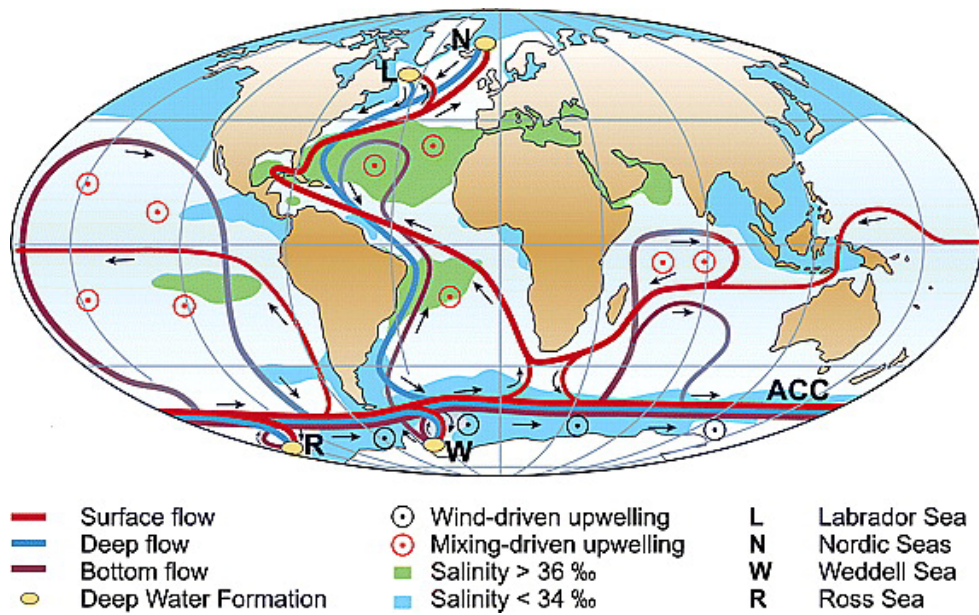 N
L
ACC
R
W
Surface flow
Deep flow
Bottom flow
Deep Water Formation
Wind-driven upwelling
Mixing-driven upwelling
Salinity > 36 ‰
Salinity < 34 ‰
L Labrador Sea
N Nordic Seas
W Weddell Sea
R Ross Sea